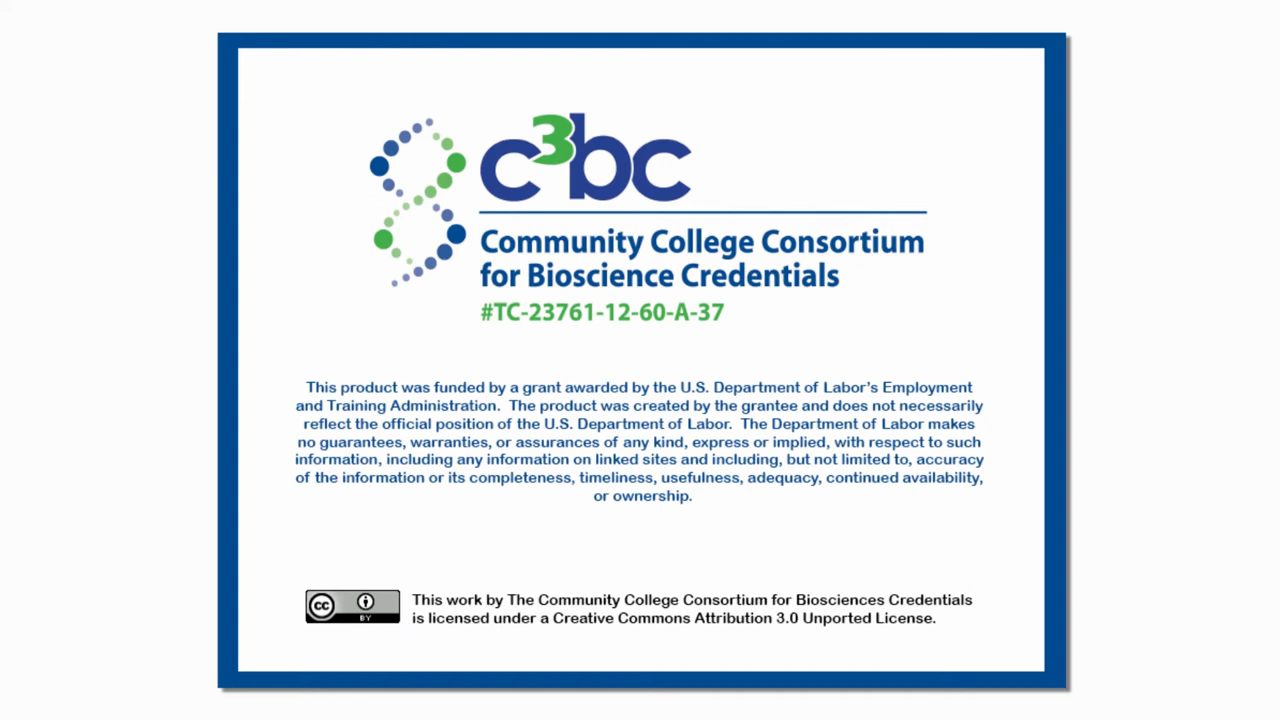 c3bc
Community College Consortium
for Bioscience Credentials
#TC-23761-12-60-A-37
This product was funded by a grant awarded by the U.S. Department of Labor’s Employment
and Training Administration.  The product was created by the grantee and does not necessarily
reflect the official position of the U.S. Department of Labor.  The Department of Labor makes
no guarantees, warranties, or assurances of any kind, express or implied, with respect to such
information, including any information on linked sites and including, but not limited to, accuracy
of the information or its completeness, timeliness, usefulness, adequacy, continued availability,
or ownership.
cc
BY
This work by The Community College Consortium for Biosciences Credentials
is licensed under a Creative Commons Attribution 3.0 Unported License.